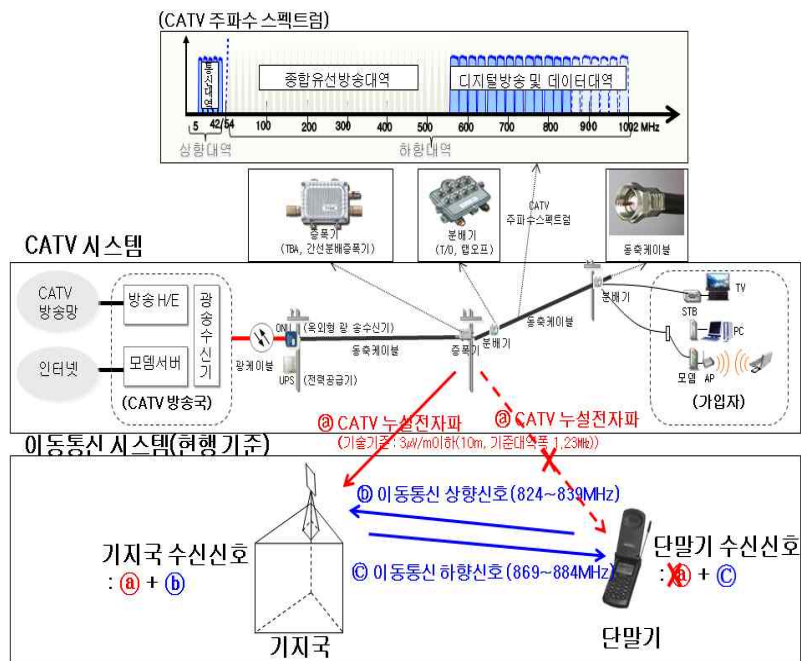 (CATV 주파수 스펙트럼)
통신대역
종합유선방송대역
디지털방송 및 데이터대역
5 42/54 100 200 300 400 500 600 700 800 900 1002 MHz
상향대역
하향대역
증폭기
(TBA, 간선분배증폭기)
분배기
(T/O, 탭오프)
CATV
주파수스펙트럼
동축케이블
CATV 시스템
CATV
방송망
인터넷
방송 H/E
모뎀서버
광송수신기
(CATV 방송국)
광케이블
ONU
(옥외형 광 송수신기)
UPS
(전력공급기)
동축케이블
증폭기
분배기
동축케이블
분배기
STB
TV
PC
모뎀
AP
(가입자)
ⓐ CATV 누설전자파
ⓐ CATV 누설전자파
(기술기준 : 3㎶/m이하(10m, 기준대역폭 1,23㎒))
이동통신 시스템(현행 기준)
ⓑ 이동통신 상향신호(824~839MHz)
ⓒ 이동통신 하향신호(869~884MHz)
기지국 수신신호
: ⓐ + ⓑ
기지국
단말기 수신신호
: ⓐ + ⓒ
단말기